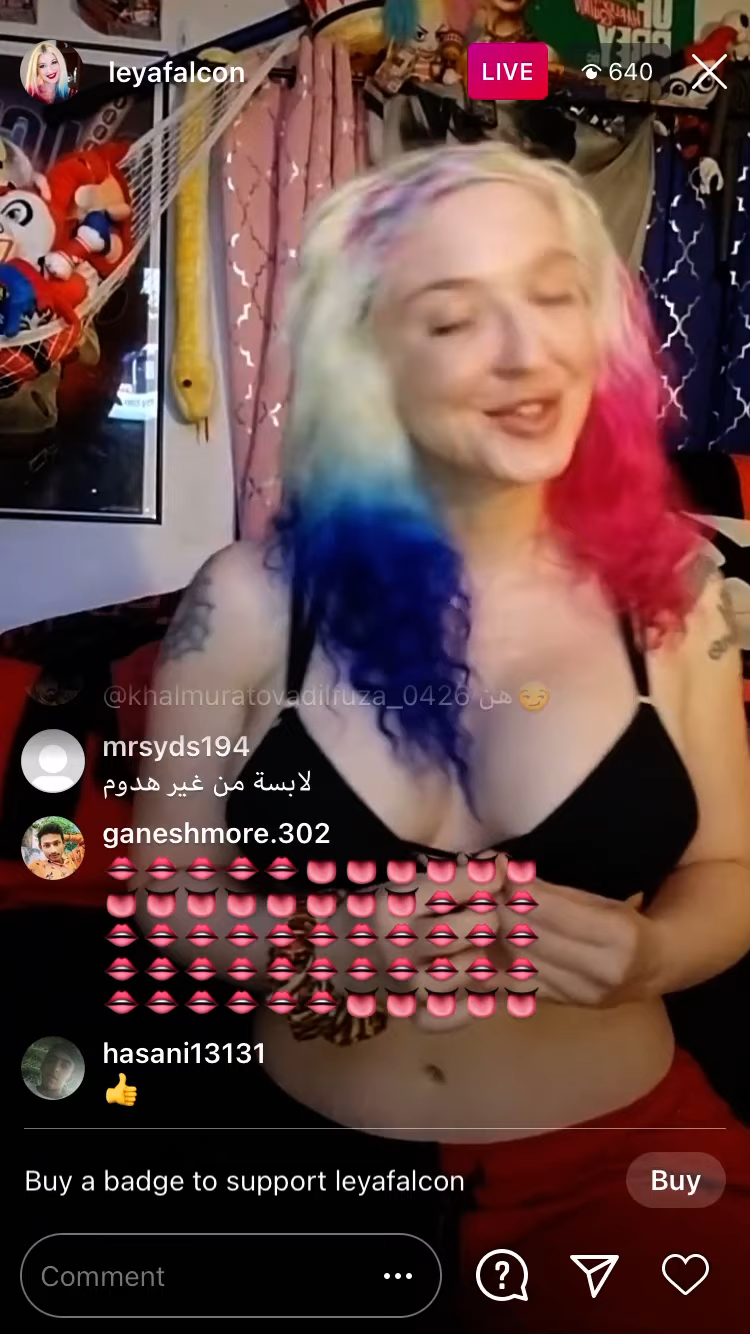 leyafalcon
LIVE
640
@khalmuratovadilruza_0426 هن 😏
mrsyds194
لابسة من غير هدوم
ganeshmore.302
👄👄👄👄👄👅👅👅👅👅👅
👅👅👅👅👅👅👅👅👄👄👄
👄👄👄👄👄👄👄👄👄👄👄
👄👄👄👄👄👄👄👄👄👄👄
👄👄👄👄👄👄👅👅👅👅👅
hasani13131
👍
Buy a badge to support leyafalcon
Buy
Comment